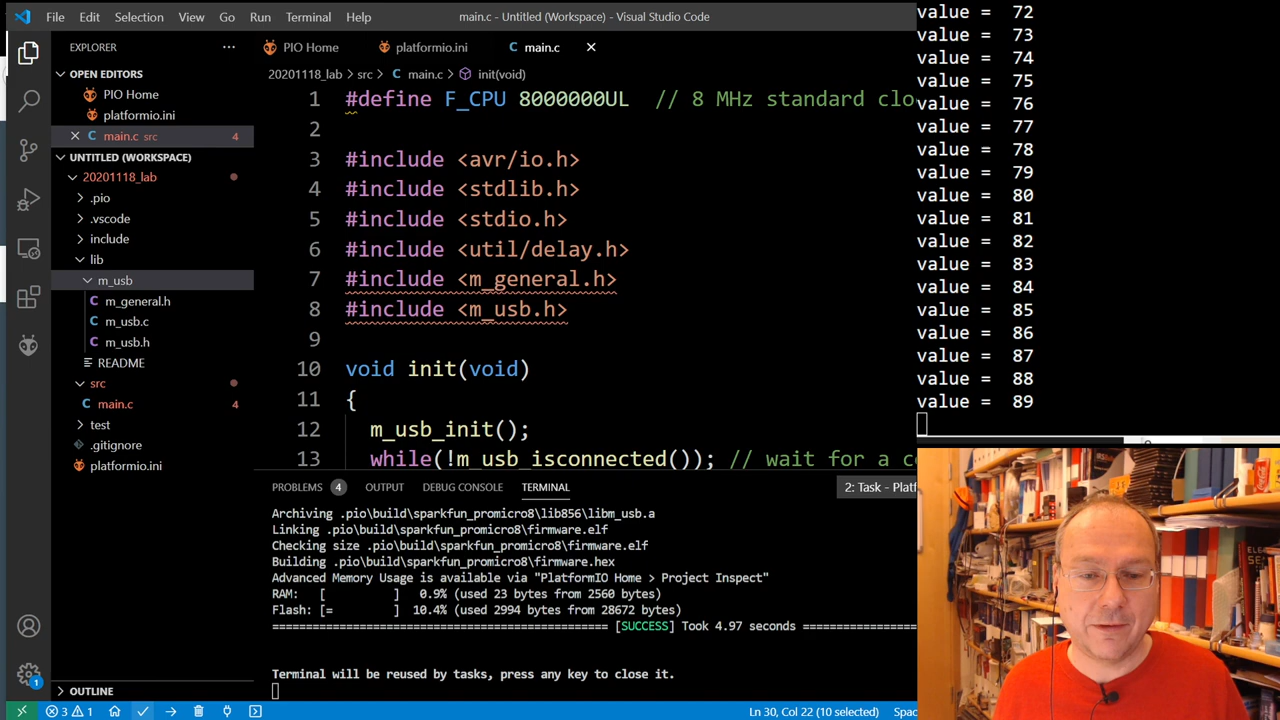 File Edit Selection View Go Run Terminal Help main.c - Untitled (Workspace) - Visual Studio Code
EXPLORER
OPEN EDITORS
PIO Home
platformio.ini
main.c src 4
UNTITLED (WORKSPACE)
20201118_lab
.pio
.vscode
include
lib
m_usb
m_general.h
m_usb.c
m_usb.h
README
src
main.c 4
test
.gitignore
platformio.ini
OUTLINE
PIO Home platformio.ini main.c
20201118_lab > src > main.c > init(void)
1 #define F_CPU 8000000UL // 8 MHz standard clo
2
3 #include <avr/io.h>
4 #include <stdlib.h>
5 #include <stdio.h>
6 #include <util/delay.h>
7 #include <m_general.h>
8 #include <m_usb.h>
9
10 void init(void)
11 {
12 m_usb_init();
13 while(!m_usb_isconnected()); // wait for a co
PROBLEMS 4 OUTPUT DEBUG CONSOLE TERMINAL 2: Task - Platf
Archiving .pio\build\sparkfun_promicro8\lib856\libm_usb.a
Linking .pio\build\sparkfun_promicro8\firmware.elf
Checking size .pio\build\sparkfun_promicro8\firmware.elf
Building .pio\build\sparkfun_promicro8\firmware.hex
Advanced Memory Usage is available via "PlatformIO Home > Project Inspect"
RAM: [ ] 0.9% (used 23 bytes from 2560 bytes)
Flash: [= ] 10.4% (used 2994 bytes from 28672 bytes)
[SUCCESS] Took 4.97 seconds
Terminal will be reused by tasks, press any key to close it.
1
3 1 Ln 30, Col 22 (10 selected) Spac
value = 72
value = 73
value = 74
value = 75
value = 76
value = 77
value = 78
value = 79
value = 80
value = 81
value = 82
value = 83
value = 84
value = 85
value = 86
value = 87
value = 88
value = 89